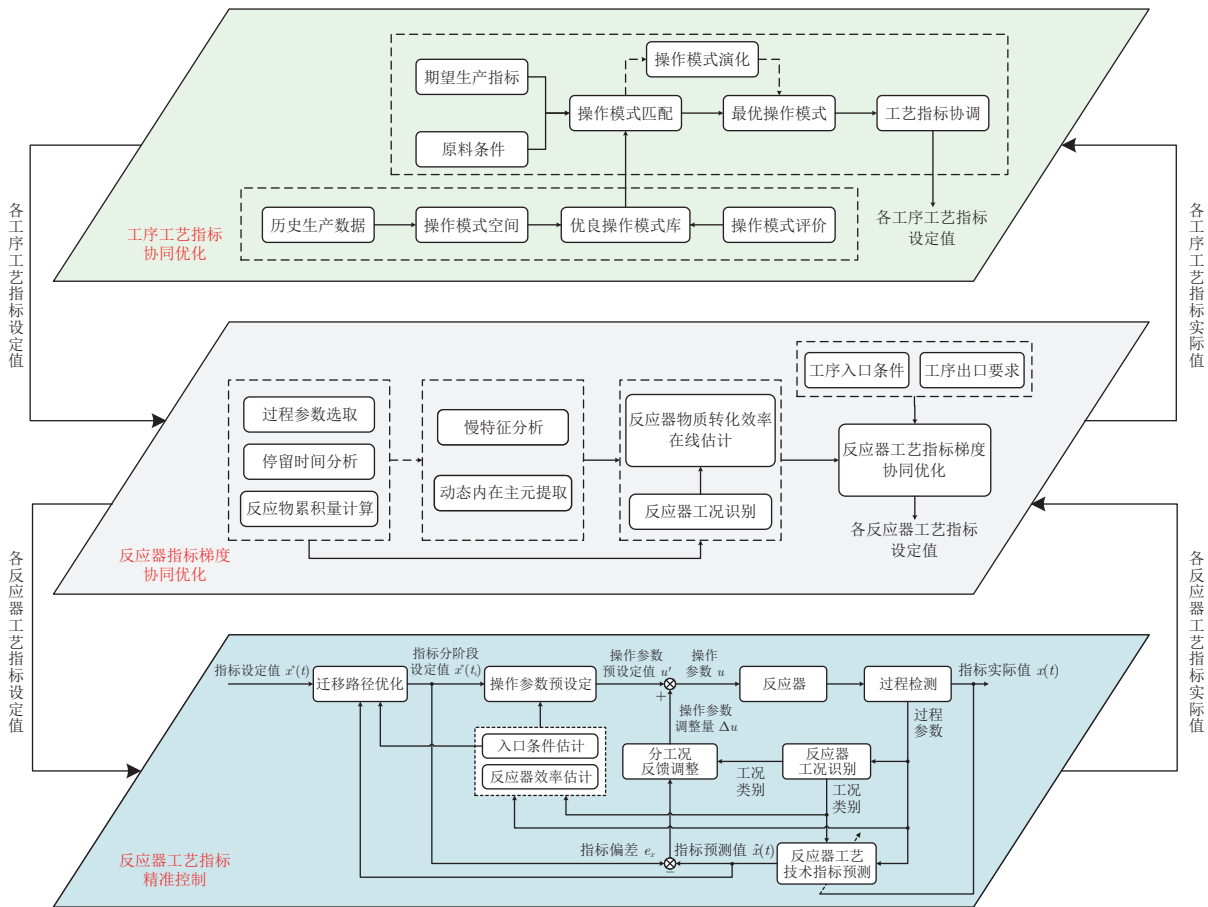 操作模式演化
期望生产指标
操作模式匹配
最优操作模式
工艺指标协调
原料条件
历史生产数据
操作模式空间
优良操作模式库
操作模式评价
各工序工艺指标
设定值
工序工艺指标
协同优化
各工序工艺指标设定值
各工序工艺指标实际值
工序入口条件
工序出口要求
过程参数选取
停留时间分析
反应物累积量计算
慢特征分析
动态内在主元提取
反应器物质转化效率
在线估计
反应器工况识别
反应器工艺指标梯度
协同优化
各反应器工艺指标
设定值
反应器指标梯度
协同优化
各反应器工艺指标设定值
各反应器工艺指标实际值
指标设定值 x*(t)
迁移路径优化
指标分阶段
设定值 x*(tᵢ)
操作参数预设定
操作参数
预设定值 u'
+
操作
参数 u
反应器
过程检测
指标实际值 x(t)
过程
参数
操作参数
调整量 Δu
入口条件估计
反应器效率估计
分工况
反馈调整
工况
类别
反应器
工况识别
工况
类别
指标偏差 eₓ
−
指标预测值 x̂(t)
反应器工艺
技术指标预测
反应器工艺指标
精准控制